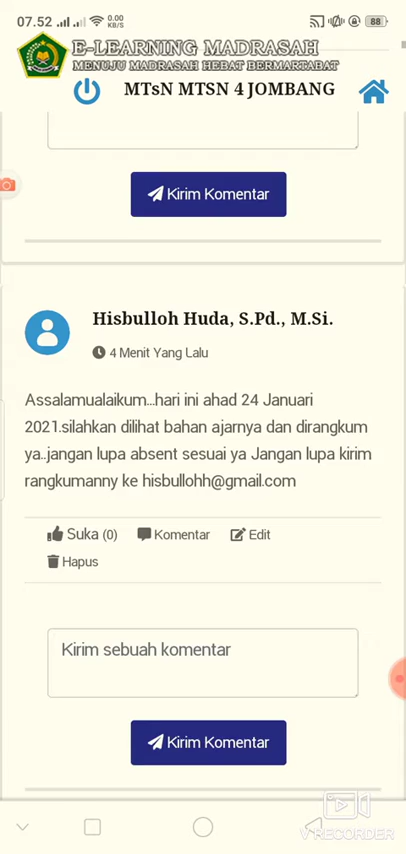 07.52
0.00
KB/S
88
E-LEARNING MADRASAH
MENUJU MADRASAH HEBAT BERMARTABAT
MTsN MTSN 4 JOMBANG
Kirim Komentar
Hisbulloh Huda, S.Pd., M.Si.
4 Menit Yang Lalu
Assalamualaikum...hari ini ahad 24 Januari
2021.silahkan dilihat bahan ajarnya dan dirangkum
ya..jangan lupa absent sesuai ya Jangan lupa kirim
rangkumanny ke hisbullohh@gmail.com
Suka (0) Komentar Edit
Hapus
Kirim sebuah komentar
Kirim Komentar
VRECORDER